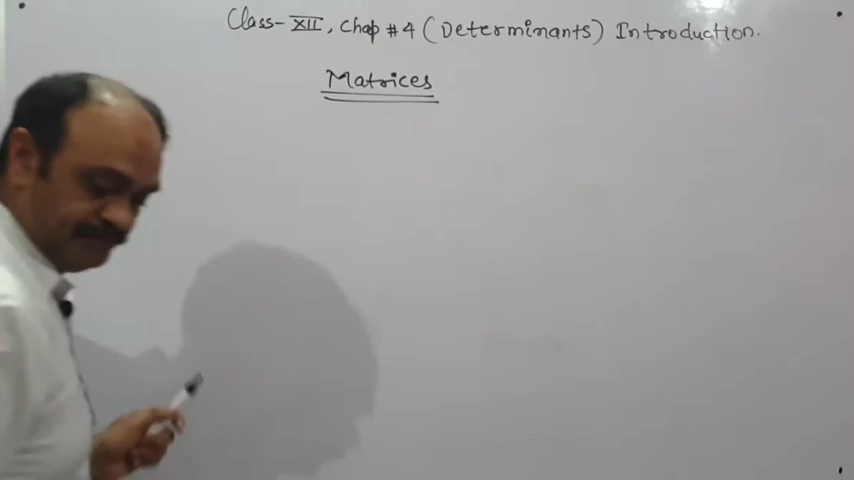 Class-XII, Chap #4 (Determinants) Introduction.
Matrices